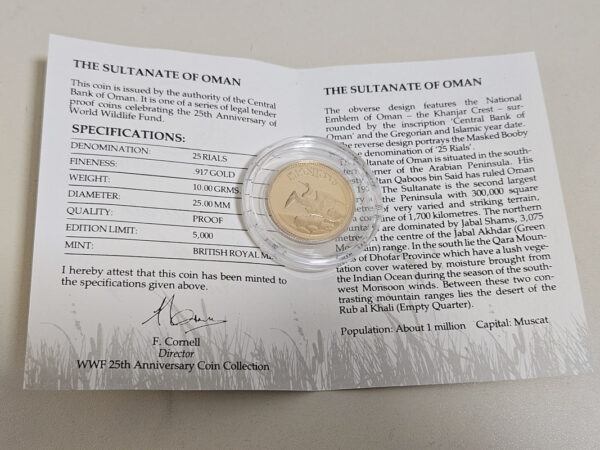 THE SULTANATE OF OMAN
This coin is issued by the authority of the Central
Bank of Oman. It is one of a series of legal tender
proof coins celebrating the 25th Anniversary of
World Wildlife Fund.
SPECIFICATIONS:
DENOMINATION: 25 RIALS
FINENESS: 917 GOLD
WEIGHT: 10.00 GRMS.
DIAMETER: 25.00 MM
QUALITY: PROOF
EDITION LIMIT: 5,000
MINT: BRITISH ROYAL
I hereby attest that this coin has been minted to
the specifications given above.
F. Cornell
Director
WWF 25th Anniversary Coin Collection
THE SULTANATE OF OMAN
The obverse design features the National
Emblem of Oman – the Khanjar Crest – sur-
rounded by the inscription 'Central Bank of
Oman' and the Gregorian and Islamic year date.
the reverse design portrays the Masked Booby
the denomination of '25 Rials'.
Sultanate of Oman is situated in the south-
corner of the Arabian Peninsula. His
Qaboos bin Said has ruled Oman
The Sultanate is the second largest
the Peninsula with 300,000 square
of very varied and striking terrain,
line of 1,700 kilometres. The northern
are dominated by Jabal Shams, 3,075
in the centre of the Jabal Akhdar (Green
range. In the south lie the Qara Moun-
of Dhofar Province which have a lush vege-
tation cover watered by moisture brought from
the Indian Ocean during the season of the south-
west Monsoon winds. Between these two con-
trasting mountain ranges lies the desert of the
Rub al Khali (Empty Quarter).
Population: About 1 million Capital: Muscat